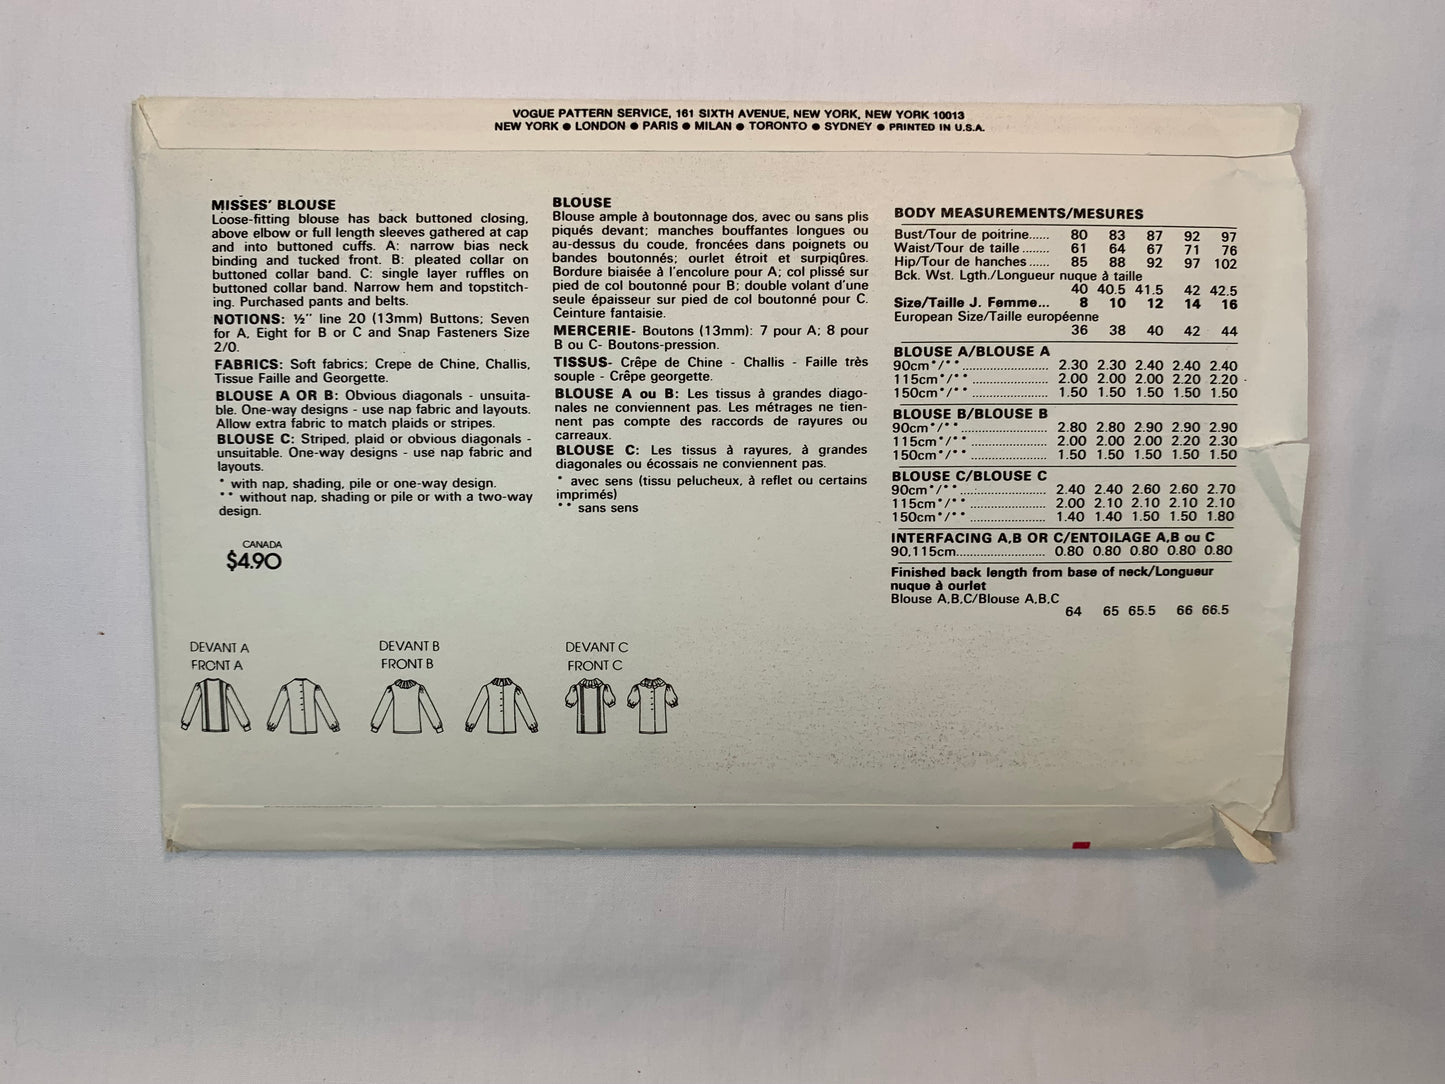 VOGUE PATTERN SERVICE, 161 SIXTH AVENUE, NEW YORK, NEW YORK 10013
NEW YORK ● LONDON ● PARIS ● MILAN ● TORONTO ● SYDNEY ● PRINTED IN U.S.A.
MISSES' BLOUSE
Loose-fitting blouse has back buttoned closing,
above elbow or full length sleeves gathered at cap
and into buttoned cuffs. A: narrow bias neck
binding and tucked front. B: pleated collar on
buttoned collar band. C: single layer ruffles on
buttoned collar band. Narrow hem and topstitch-
ing. Purchased pants and belts.
NOTIONS: ½" line 20 (13mm) Buttons; Seven
for A, Eight for B or C and Snap Fasteners Size
2/0.
FABRICS: Soft fabrics; Crepe de Chine, Challis,
Tissue Faille and Georgette.
BLOUSE A OR B: Obvious diagonals - unsuita-
ble. One-way designs - use nap fabric and layouts.
Allow extra fabric to match plaids or stripes.
BLOUSE C: Striped, plaid or obvious diagonals -
unsuitable. One-way designs - use nap fabric and
layouts.
* with nap, shading, pile or one-way design.
** without nap, shading or pile or with a two-way
design.
CANADA
$4.90
BLOUSE
Blouse ample à boutonnage dos, avec ou sans plis
piqués devant; manches bouffantes longues ou
au-dessus du coude, froncées dans poignets ou
bandes boutonnés; ourlet étroit et surpiqûres.
Bordure biaisée à l'encolure pour A; col plissé sur
pied de col boutonné pour B; double volant d'une
seule épaisseur sur pied de col boutonné pour C.
Ceinture fantaisie.
MERCERIE- Boutons (13mm): 7 pour A; 8 pour
B ou C- Boutons-pression.
TISSUS- Crêpe de Chine - Challis - Faille très
souple - Crêpe georgette.
BLOUSE A ou B: Les tissus à grandes diago-
nales ne conviennent pas. Les métrages ne tien-
nent pas compte des raccords de rayures ou
carreaux.
BLOUSE C: Les tissus à rayures, à grandes
diagonales ou écossais ne conviennent pas.
* avec sens (tissu pelucheux, à reflet ou certains
imprimés)
** sans sens
BODY MEASUREMENTS/MESURES
Bust/Tour de poitrine...... 80 83 87 92 97
Waist/Tour de taille........ 61 64 67 71 76
Hip/Tour de hanches...... 85 88 92 97 102
Bck. Wst. Lgth./Longueur nuque à taille
40 40.5 41.5 42 42.5
Size/Taille J. Femme... 8 10 12 14 16
European Size/Taille européenne
36 38 40 42 44
BLOUSE A/BLOUSE A
90cm*/**........................ 2.30 2.30 2.40 2.40 2.40
115cm*/**...................... 2.00 2.00 2.00 2.20 2.20
150cm*/**...................... 1.50 1.50 1.50 1.50 1.50
BLOUSE B/BLOUSE B
90cm*/**........................ 2.80 2.80 2.90 2.90 2.90
115cm*/**...................... 2.00 2.00 2.00 2.20 2.30
150cm*/**...................... 1.50 1.50 1.50 1.50 1.50
BLOUSE C/BLOUSE C
90cm*/**........................ 2.40 2.40 2.60 2.60 2.70
115cm*/**...................... 2.00 2.10 2.10 2.10 2.10
150cm*/**...................... 1.40 1.40 1.50 1.50 1.80
INTERFACING A,B OR C/ENTOILAGE A,B ou C
90,115cm......................... 0.80 0.80 0.80 0.80 0.80
Finished back length from base of neck/Longueur
nuque à ourlet
Blouse A,B,C/Blouse A,B,C
64 65 65.5 66 66.5
DEVANT A
FRONT A
DEVANT B
FRONT B
DEVANT C
FRONT C